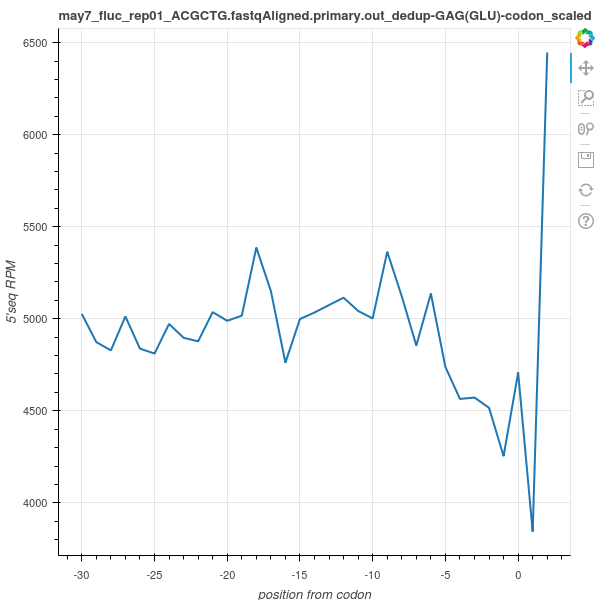 may7_fluc_rep01_ACGCTG.fastqAligned.primary.out_dedup-GAG(GLU)-codon_scaled
6500
6000
5500
5000
4500
4000
5'seq RPM
-30 -25 -20 -15 -10 -5 0
position from codon